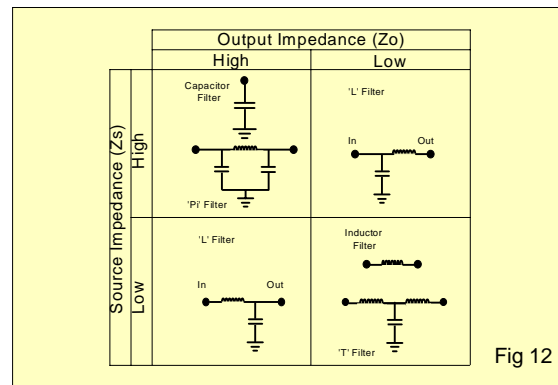 Output Impedance (Zo)
High
Low
Source Impedance (Zs)
High
Capacitor
Filter
'Pi' Filter
'L' Filter
In
Out
Low
'L' Filter
In
Out
Inductor
Filter
'T' Filter
Fig 12